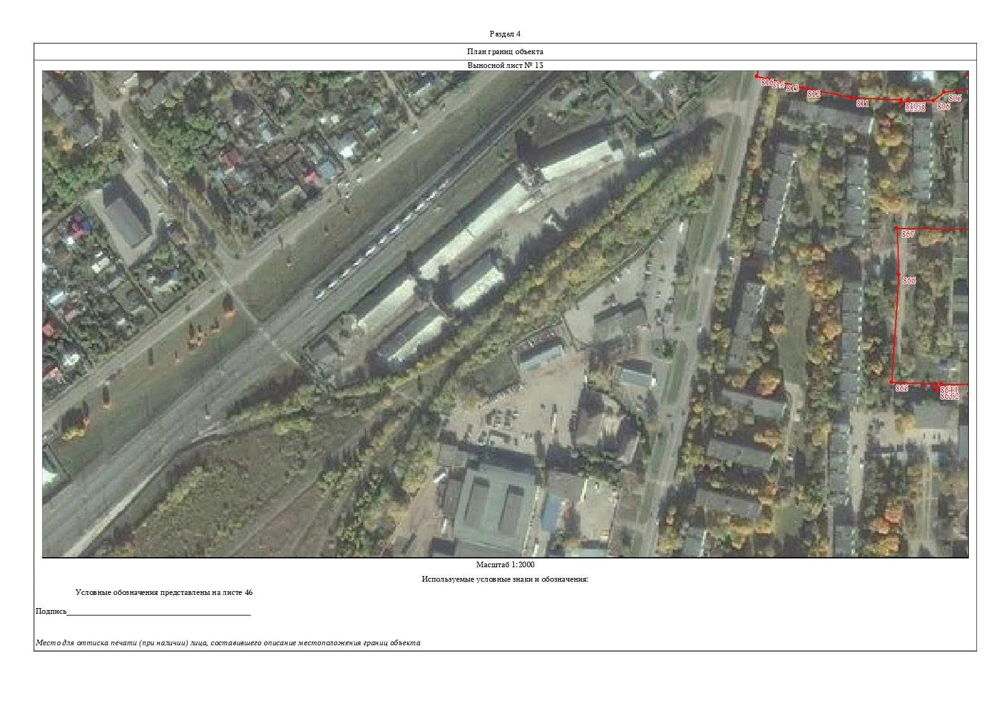 Раздел 4
План границ объекта
Выносной лист № 13
816 815 813 812 811 806 805
867
866
865
Масштаб 1:2000
Используемые условные знаки и обозначения:
Условные обозначения представлены на листе 46
Подпись
Место для оттиска печати (при наличии) лица, составившего описание местоположения границ объекта